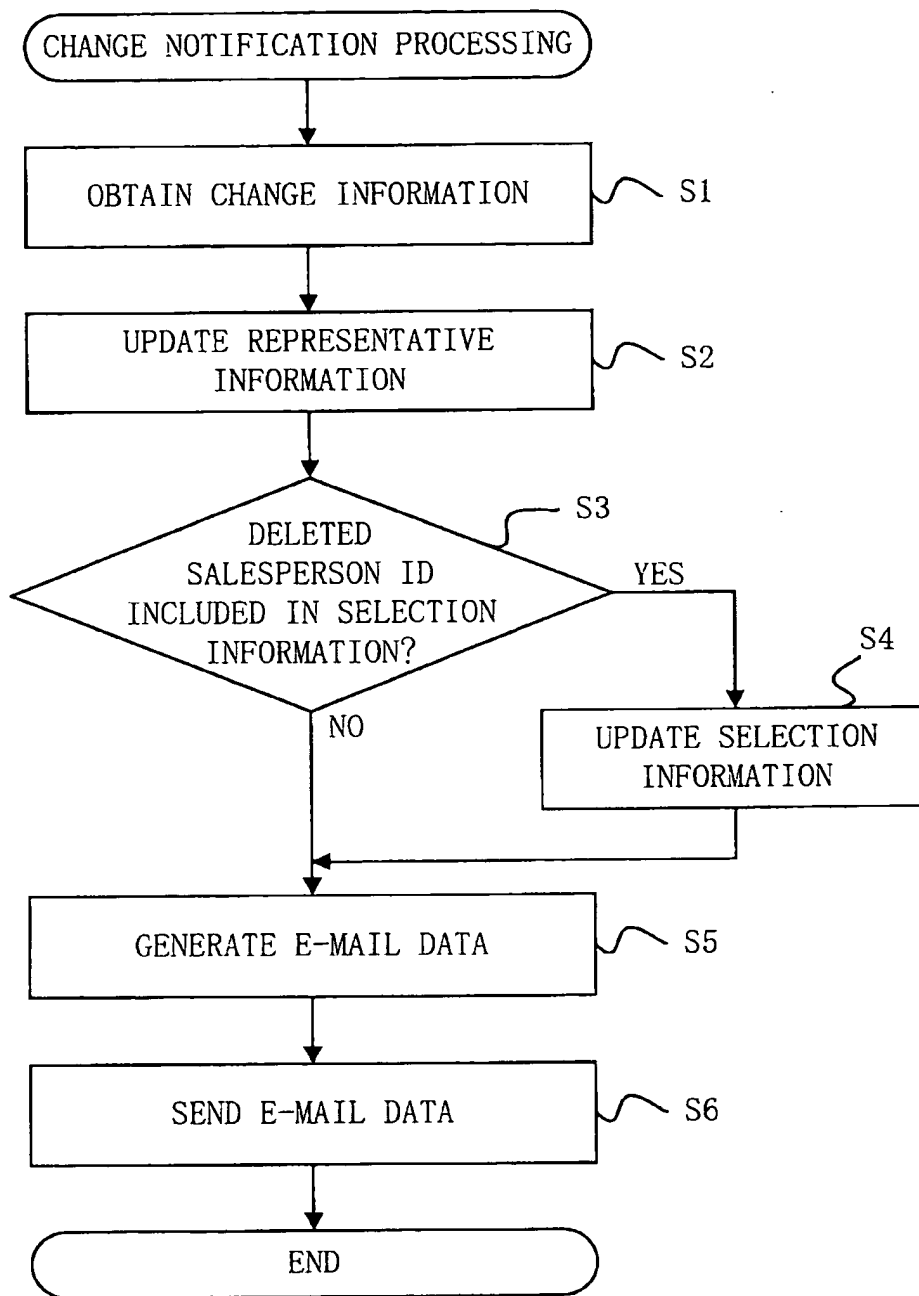 CHANGE NOTIFICATION PROCESSING
OBTAIN CHANGE INFORMATION
S1
UPDATE REPRESENTATIVE
INFORMATION
S2
DELETED
SALESPERSON ID
INCLUDED IN SELECTION
INFORMATION?
S3
YES
NO
S4
UPDATE SELECTION
INFORMATION
GENERATE E-MAIL DATA
S5
SEND E-MAIL DATA
S6
END